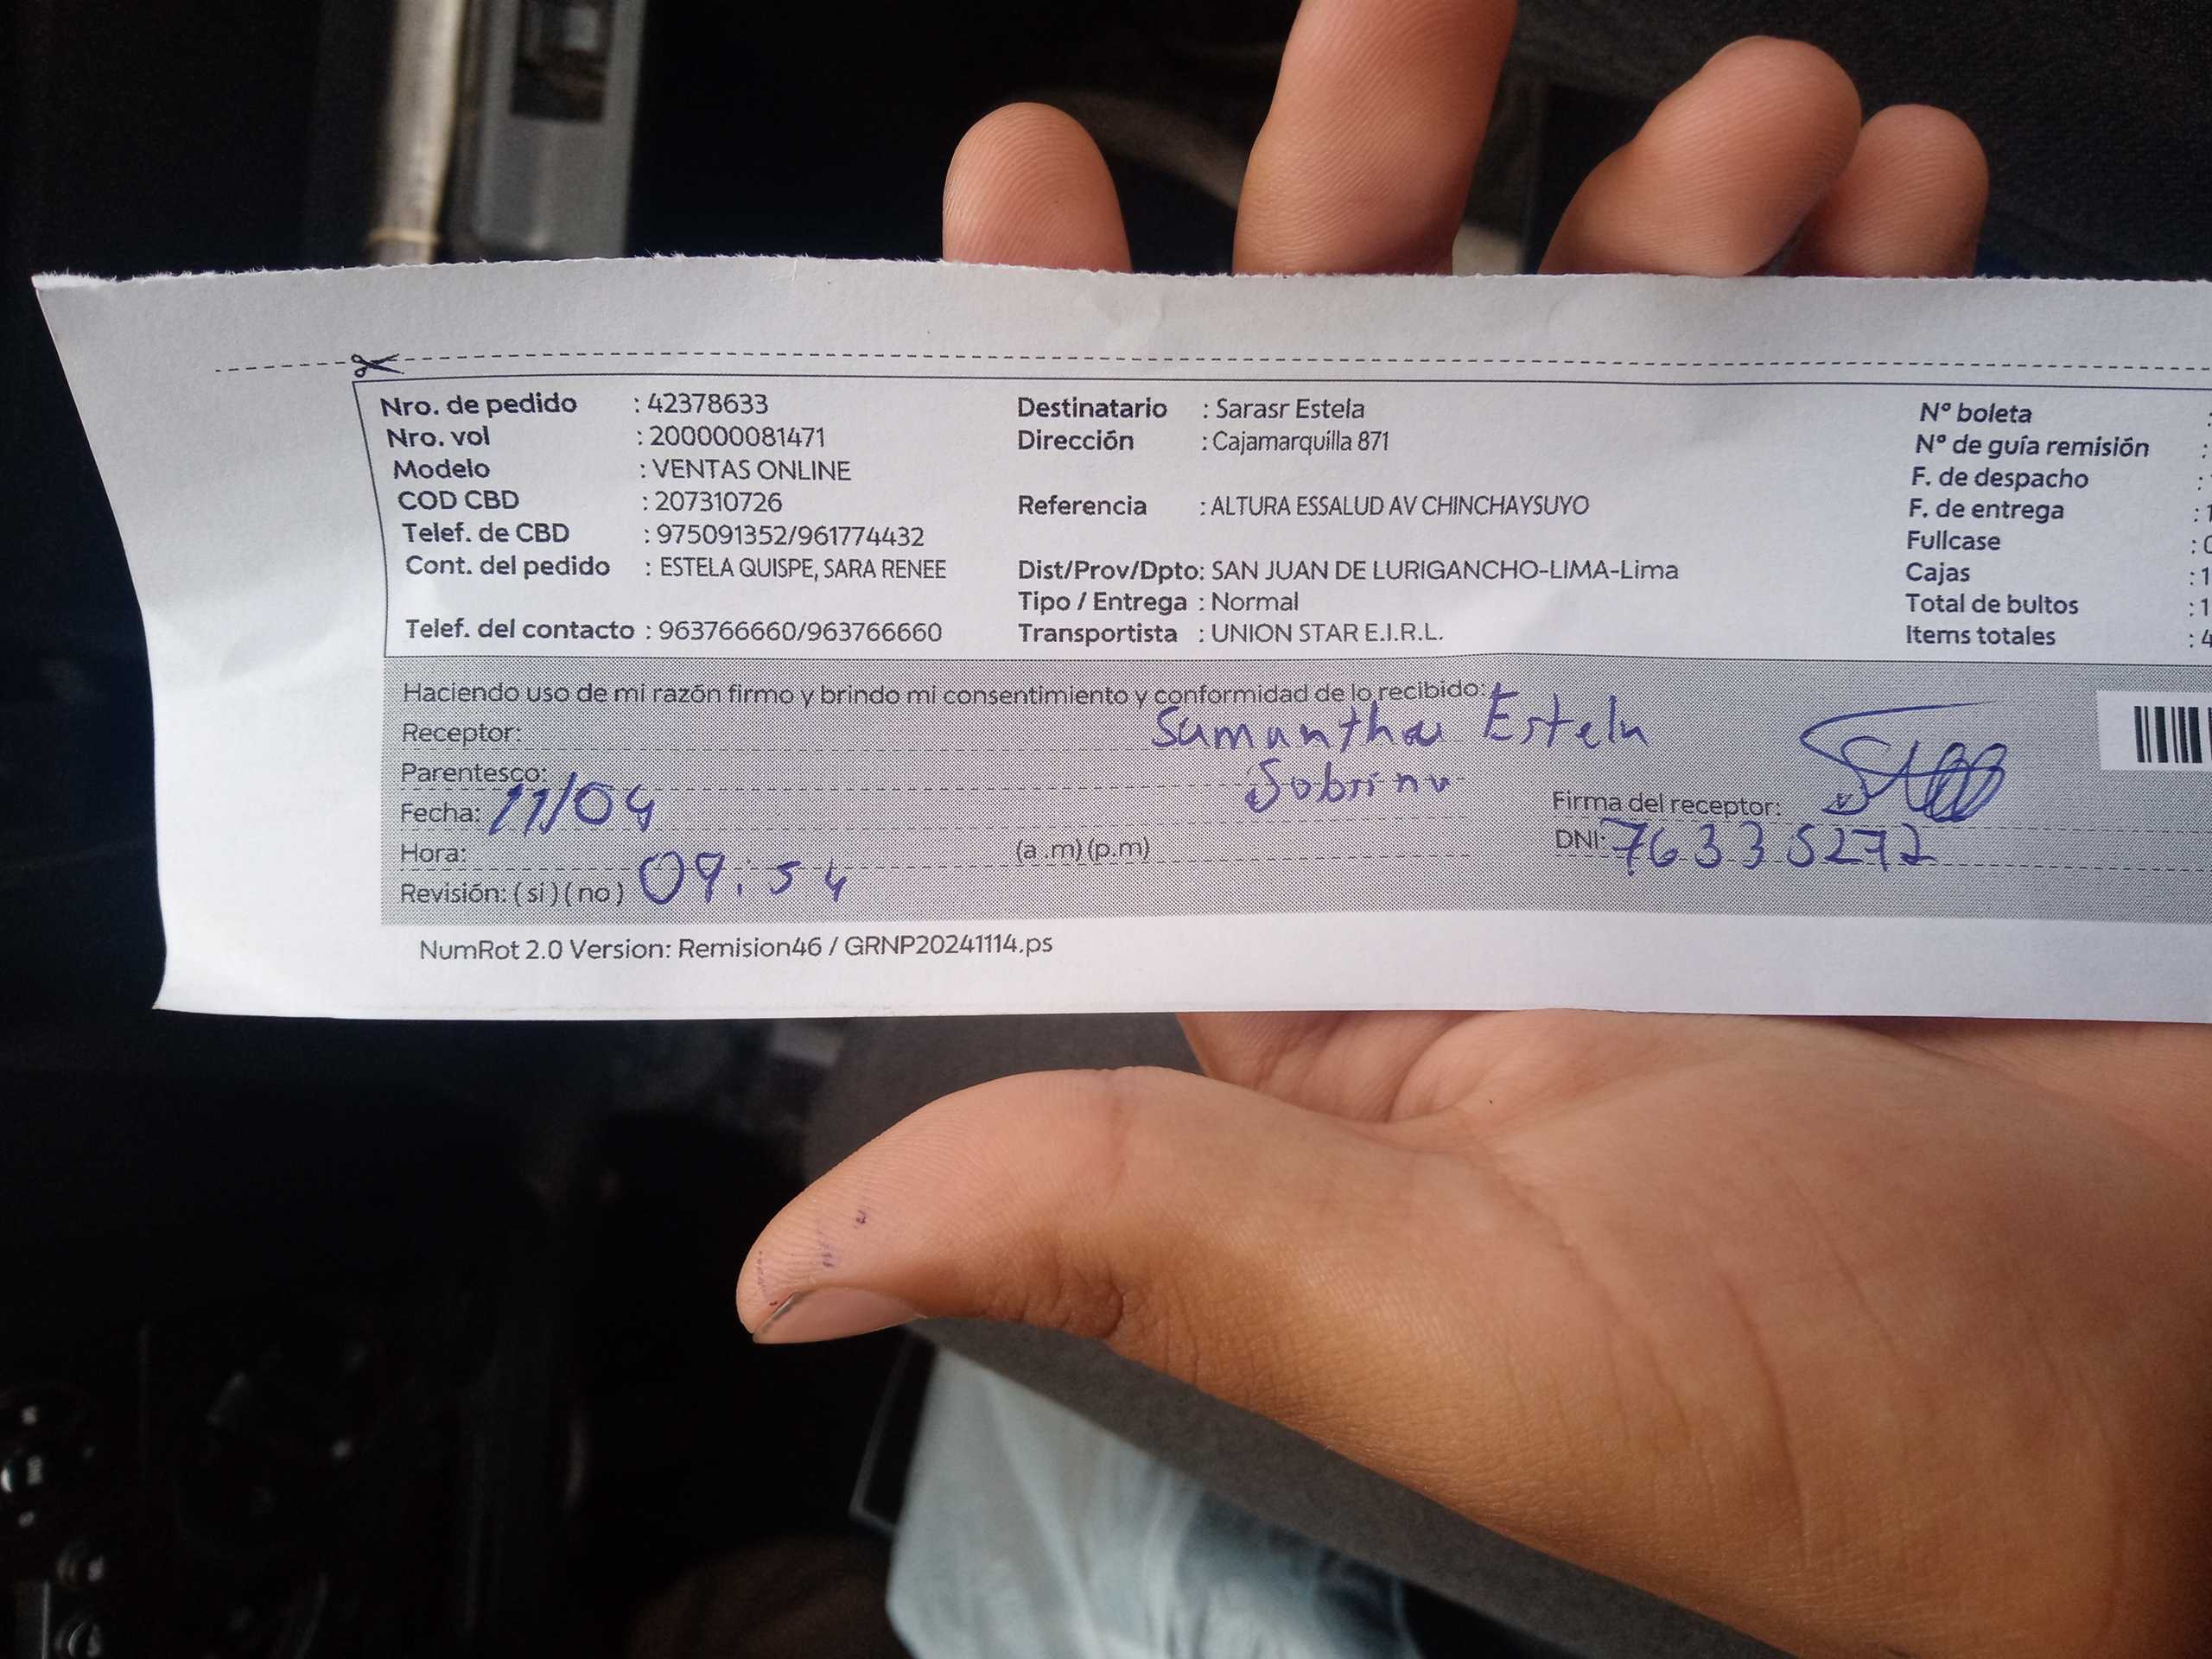 Nro. de pedido : 42378633
Nro. vol : 200000081471
Modelo : VENTAS ONLINE
COD CBD : 207310726
Telef. de CBD : 975091352/961774432
Cont. del pedido : ESTELA QUISPE, SARA RENEE
Telef. del contacto : 963766660/963766660
Destinatario : Sarasr Estela
Dirección : Cajamarquilla 871
Referencia : ALTURA ESSALUD AV CHINCHAYSUYO
Dist/Prov/Dpto: SAN JUAN DE LURIGANCHO-LIMA-Lima
Tipo / Entrega : Normal
Transportista : UNION STAR E.I.R.L.
N° boleta :
N° de guía remisión :
F. de despacho :
F. de entrega :
Fullcase :
Cajas :
Total de bultos :
Items totales :
Haciendo uso de mi razón firmo y brindo mi consentimiento y conformidad de lo recibido:
Receptor: Samantha Estela
Parentesco: Sobrina
Fecha: 11/04
Firma del receptor:
Hora: 09:54 (a.m) (p.m)
DNI: 76335272
Revisión: ( si ) ( no )
NumRot 2.0 Version: Remision46 / GRNP20241114.ps